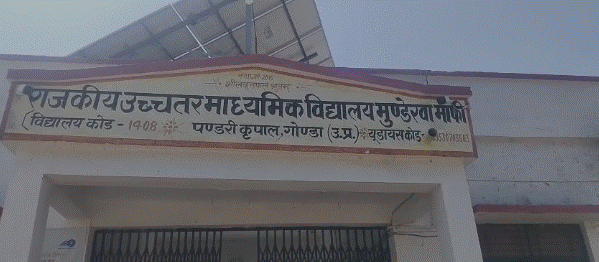 राजकीय उच्चतर माध्यमिक विद्यालय मुण्डेरवा माफी
(विद्यालय कोड - 1408 पण्डरी कृपाल, गोण्डा (उ.प्र.) यूडायस कोड-